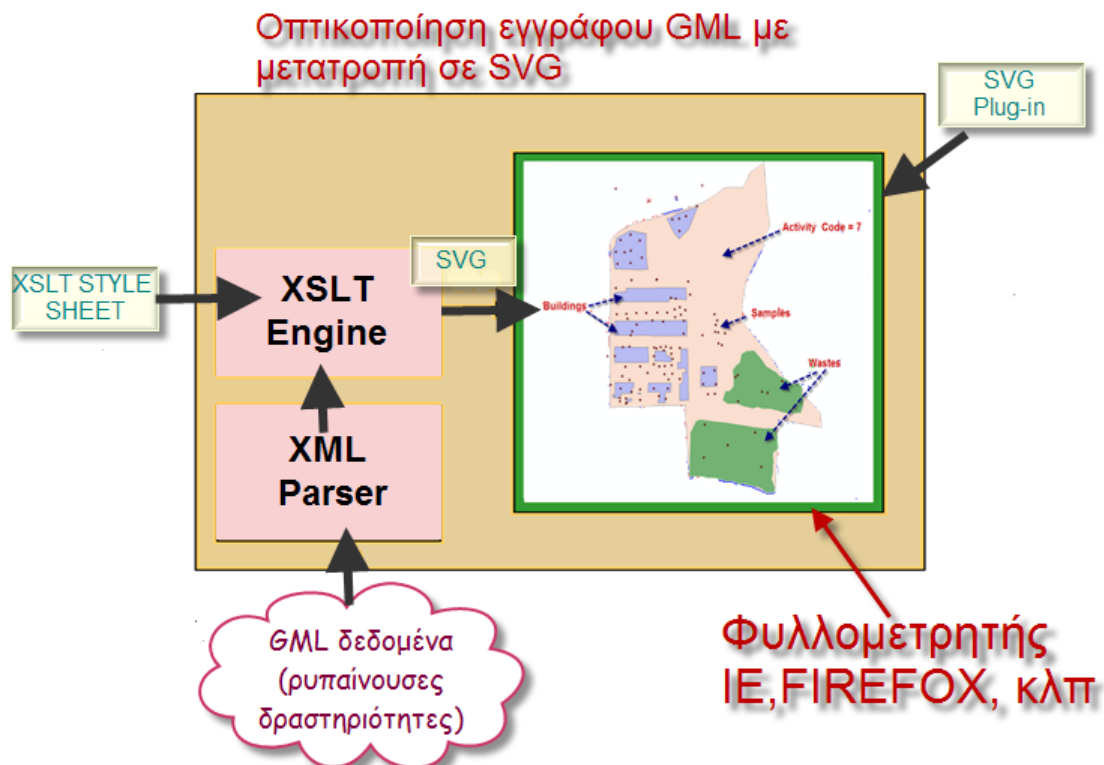 Οπτικοποίηση εγγράφου GML με
μετατροπή σε SVG
SVG
Plug-in
Activity Code = 7
SVG
XSLT STYLE
SHEET
XSLT
Engine
Buildings
Samples
Wastes
XML
Parser
GML δεδομένα
(ρυπαίνουσες
δραστηριότητες)
Φυλλομετρητής
IE,FIREFOX, κλπ